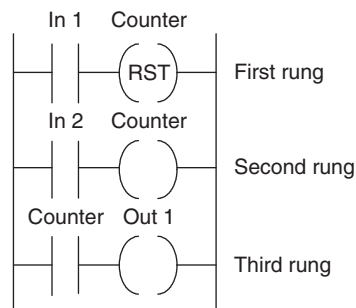 In 1 Counter
RST First rung
In 2 Counter
Second rung
Counter Out 1
Third rung